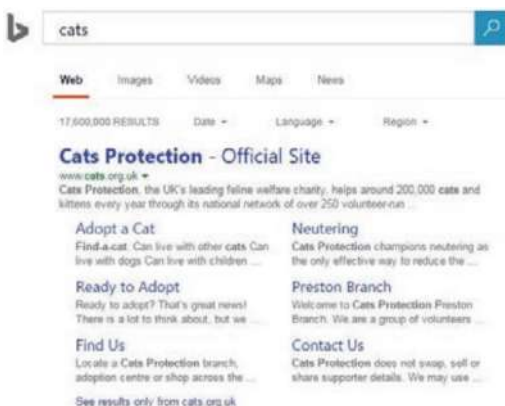 cats
Web Images Videos Maps News
17,600,000 RESULTS Date Language Region
Cats Protection - Official Site
www.cats.org.uk
Cats Protection, the UK's leading feline welfare charity, helps around 200,000 cats and
kittens every year through its national network of over 250 volunteer-run ...
Adopt a Cat
Find-a-cat. Can live with other cats Can
live with dogs Can live with children ...
Neutering
Cats Protection champions neutering as
the only effective way to reduce the ...
Ready to Adopt
Ready to adopt? That's great news!
There is a lot to think about, but we ...
Preston Branch
Welcome to Cats Protection Preston
Branch. We are a group of volunteers ...
Find Us
Locate a Cats Protection branch,
adoption centre or shop across the ...
Contact Us
Cats Protection does not swap, sell or
share supporter details. We may use ...
See results only from cats.org.uk